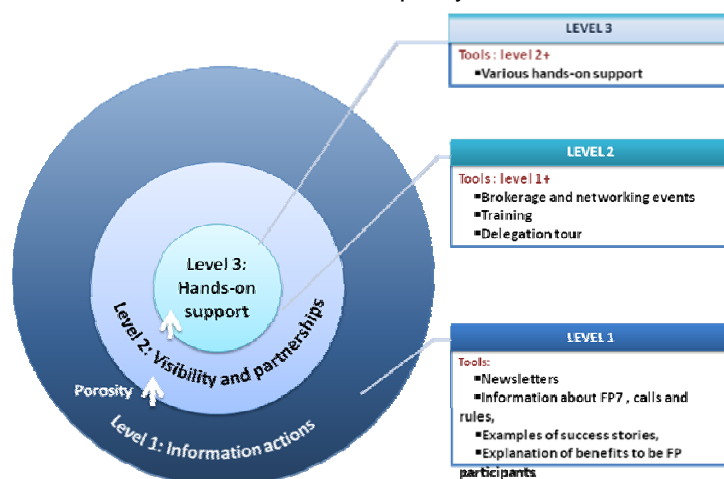 LEVEL 3
Tools : level 2+
▪Various hands-on support
LEVEL 2
Tools : level 1+
▪Brokerage and networking events
▪Training
▪Delegation tour
LEVEL 1
Tools:
▪Newsletters
▪Information about FP7 , calls and
rules,
▪Examples of success stories,
▪Explanation of benefits to be FP
participants
Level 3:
Hands-on
support
Level 2: Visibility and partnerships
Porosity
Level 1: Information actions